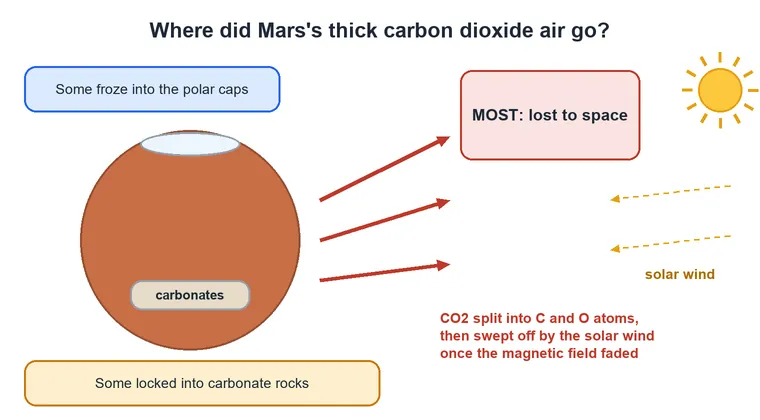 Where did Mars's thick carbon dioxide air go?
Some froze into the polar caps
MOST: lost to space
carbonates
solar wind
CO2 split into C and O atoms,
then swept off by the solar wind
once the magnetic field faded
Some locked into carbonate rocks